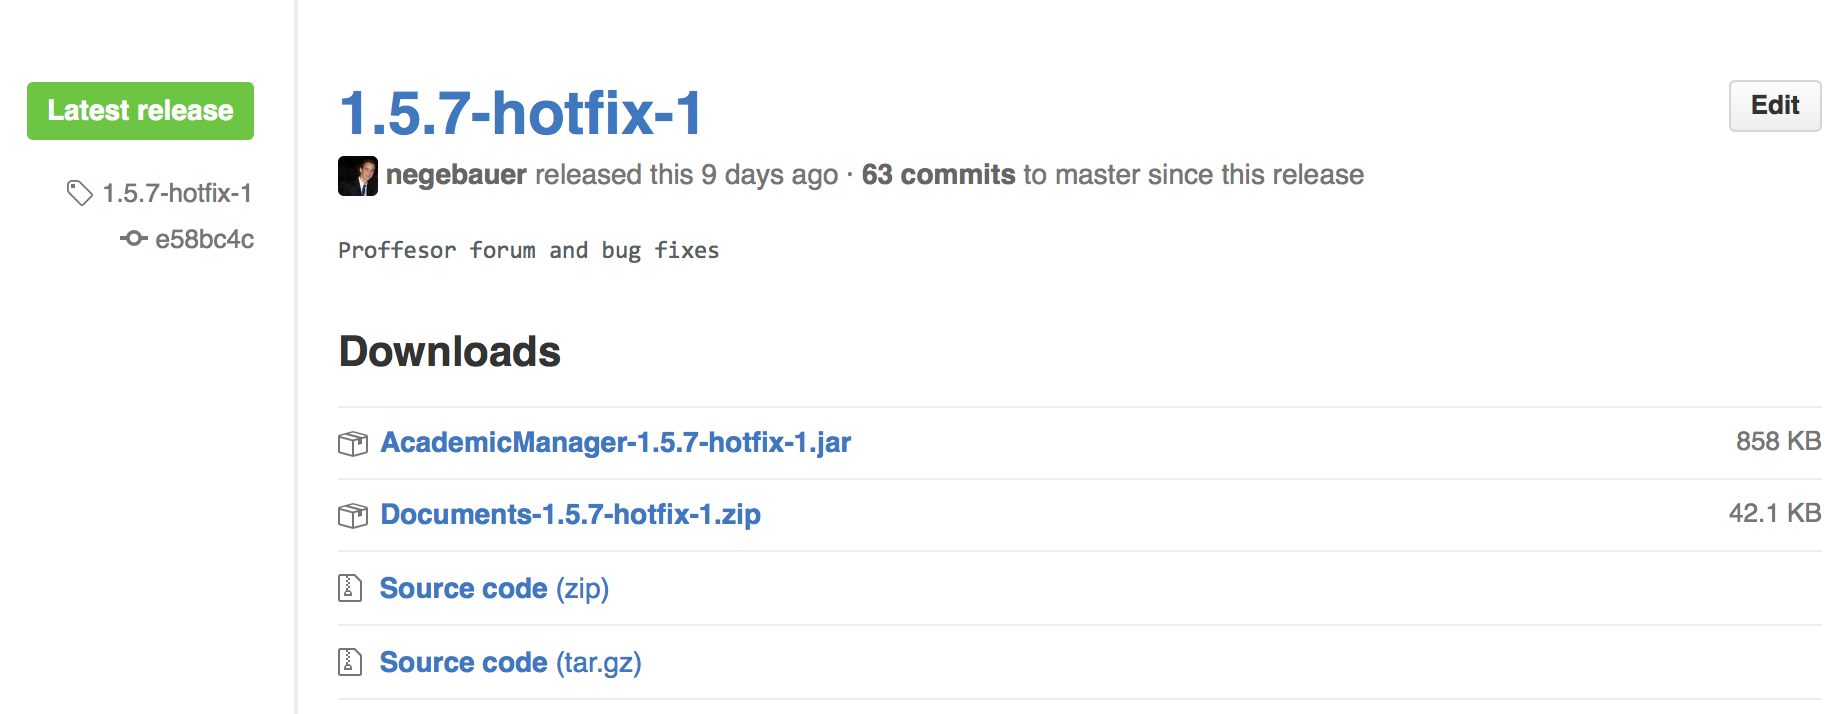 Latest release
1.5.7-hotfix-1
e58bc4c
1.5.7-hotfix-1
Edit
negebauer released this 9 days ago · 63 commits to master since this release
Proffesor forum and bug fixes
Downloads
AcademicManager-1.5.7-hotfix-1.jar 858 KB
Documents-1.5.7-hotfix-1.zip 42.1 KB
Source code (zip)
Source code (tar.gz)